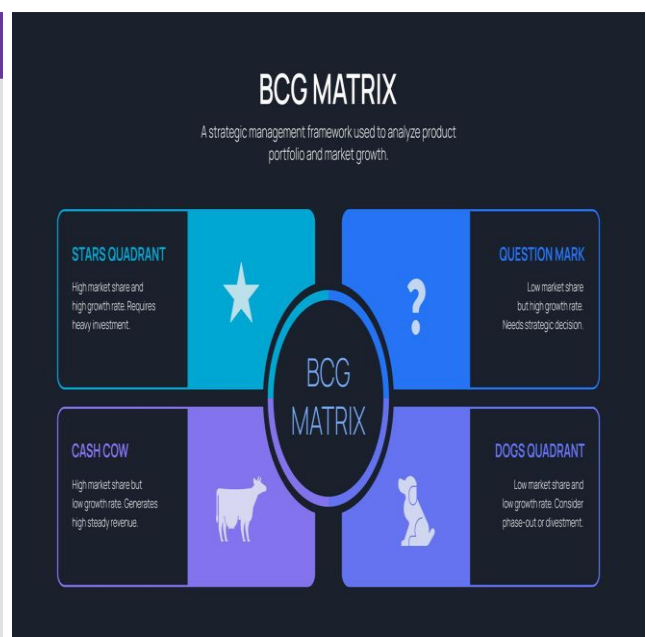 BCG MATRIX
A strategic management framework used to analyze product
portfolio and market growth.
STARS QUADRANT
High market share and
high growth rate. Requires
heavy investment.
QUESTION MARK
?
Low market share
but high growth rate.
Needs strategic decision.
BCG
MATRIX
CASH COW
High market share but
low growth rate. Generates
high steady revenue.
DOGS QUADRANT
Low market share and
low growth rate. Consider
phase-out or divestment.